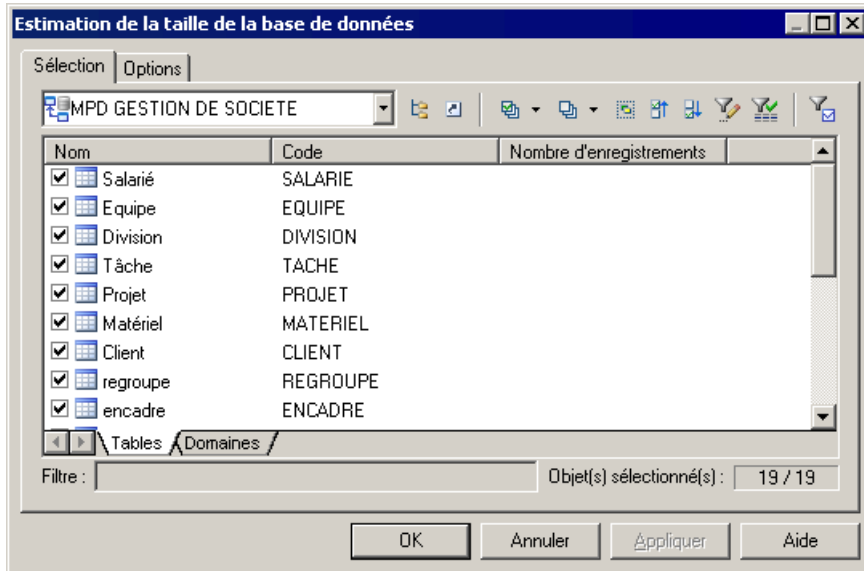 Estimation de la taille de la base de données
Sélection Options
MPD GESTION DE SOCIETE
Nom Code Nombre d'enregistrements
Salarié SALARIE
Equipe EQUIPE
Division DIVISION
Tâche TACHE
Projet PROJET
Matériel MATERIEL
Client CLIENT
regroupe REGROUPE
encadre ENCADRE
Tables Domaines
Filtre : Objet(s) sélectionné(s) : 19 / 19
OK Annuler Appliquer Aide